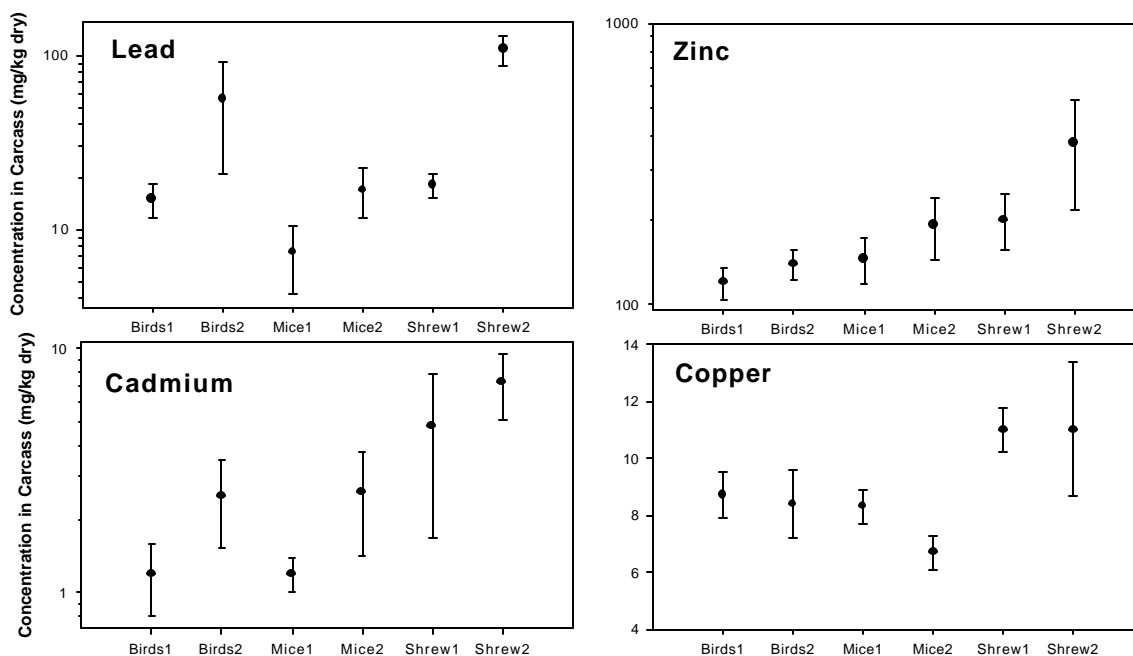 Concentration in Carcass (mg/kg dry)
Lead
100
10
Birds1 Birds2 Mice1 Mice2 Shrew1 Shrew2
Zinc
1000
100
Birds1 Birds2 Mice1 Mice2 Shrew1 Shrew2
Concentration in Carcass (mg/kg dry)
Cadmium
10
1
Birds1 Birds2 Mice1 Mice2 Shrew1 Shrew2
Copper
14
12
10
8
6
4
Birds1 Birds2 Mice1 Mice2 Shrew1 Shrew2